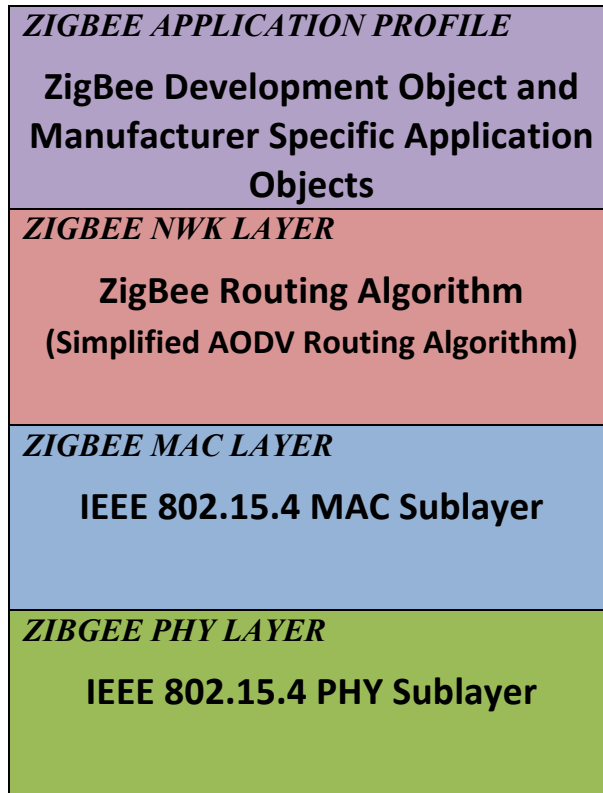 ZIGBEE APPLICATION PROFILE
ZigBee Development Object and
Manufacturer Specific Application
Objects
ZIGBEE NWK LAYER
ZigBee Routing Algorithm
(Simplified AODV Routing Algorithm)
ZIGBEE MAC LAYER
IEEE 802.15.4 MAC Sublayer
ZIBGEE PHY LAYER
IEEE 802.15.4 PHY Sublayer